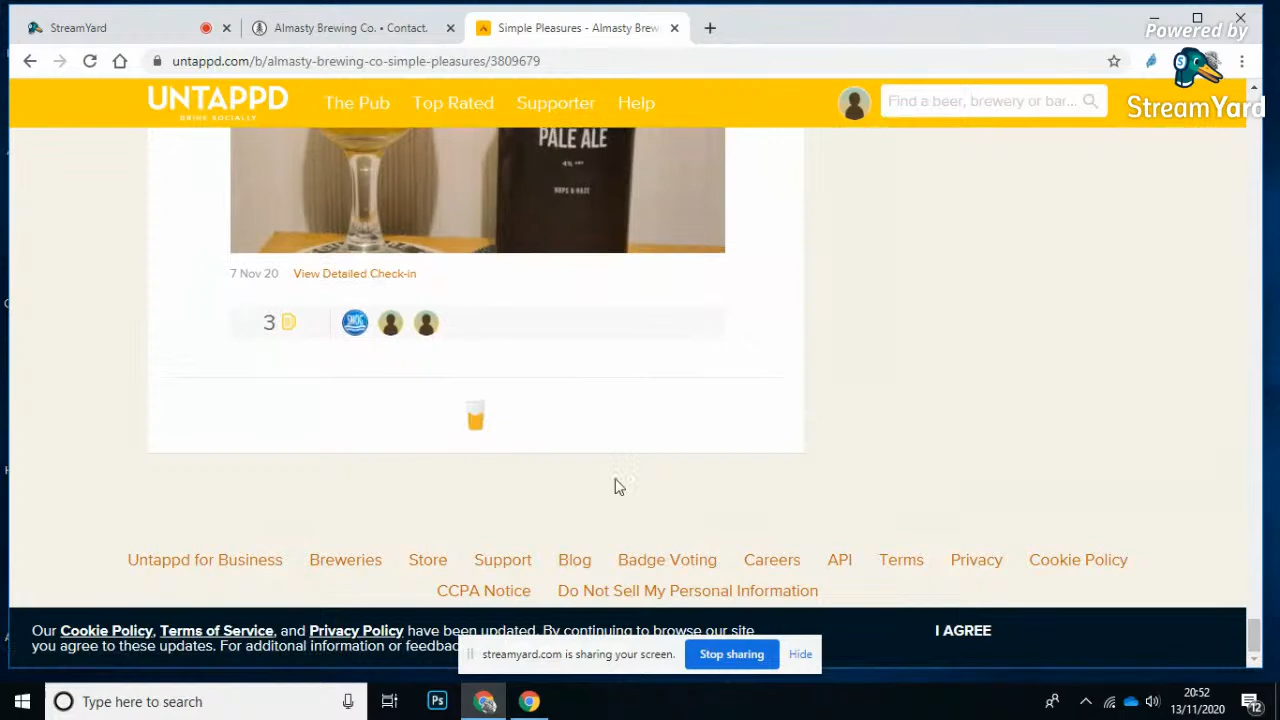 StreamYard
Almasty Brewing Co. • Contact.
Simple Pleasures - Almasty Brew
Powered by
untappd.com/b/almasty-brewing-co-simple-pleasures/3809679
UNTAPPD
DRINK SOCIALLY
The Pub
Top Rated
Supporter
Help
Find a beer, brewery or bar...
StreamYard
PALE ALE
4% ABV
HOPS & HAZE
7 Nov 20 View Detailed Check-in
3
SMOG
Untappd for Business Breweries Store Support Blog Badge Voting Careers API Terms Privacy Cookie Policy
CCPA Notice Do Not Sell My Personal Information
Our Cookie Policy, Terms of Service, and Privacy Policy have been updated. By continuing to browse our site
you agree to these updates. For additonal information or feedbac
I AGREE
streamyard.com is sharing your screen. Stop sharing Hide
Type here to search
Ps
20:52
13/11/2020
12